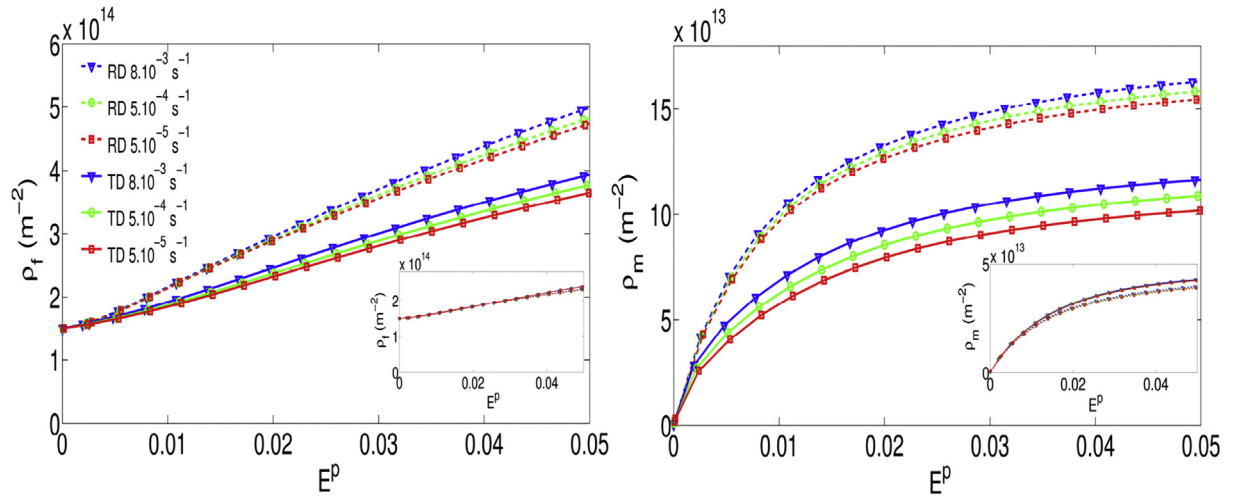 × 10^14
6
5
4
3
2
1
0
ρ_f (m^−2)
RD 8.10^−3 s^−1
RD 5.10^−4 s^−1
RD 5.10^−5 s^−1
TD 8.10^−3 s^−1
TD 5.10^−4 s^−1
TD 5.10^−5 s^−1
0 0.01 0.02 0.03 0.04 0.05
E^p
× 10^14
2
1
0
ρ_f (m^−2)
0 0.02 0.04
E^p
× 10^13
15
10
5
0
ρ_m (m^−2)
0 0.01 0.02 0.03 0.04 0.05
E^p
× 10^13
5
0
ρ_m (m^−2)
0 0.02 0.04
E^p